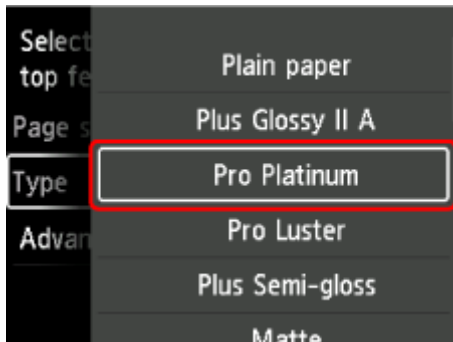 Select
top fe
Page s
Type
Advan
Plain paper
Plus Glossy II A
Pro Platinum
Pro Luster
Plus Semi-gloss
Matte